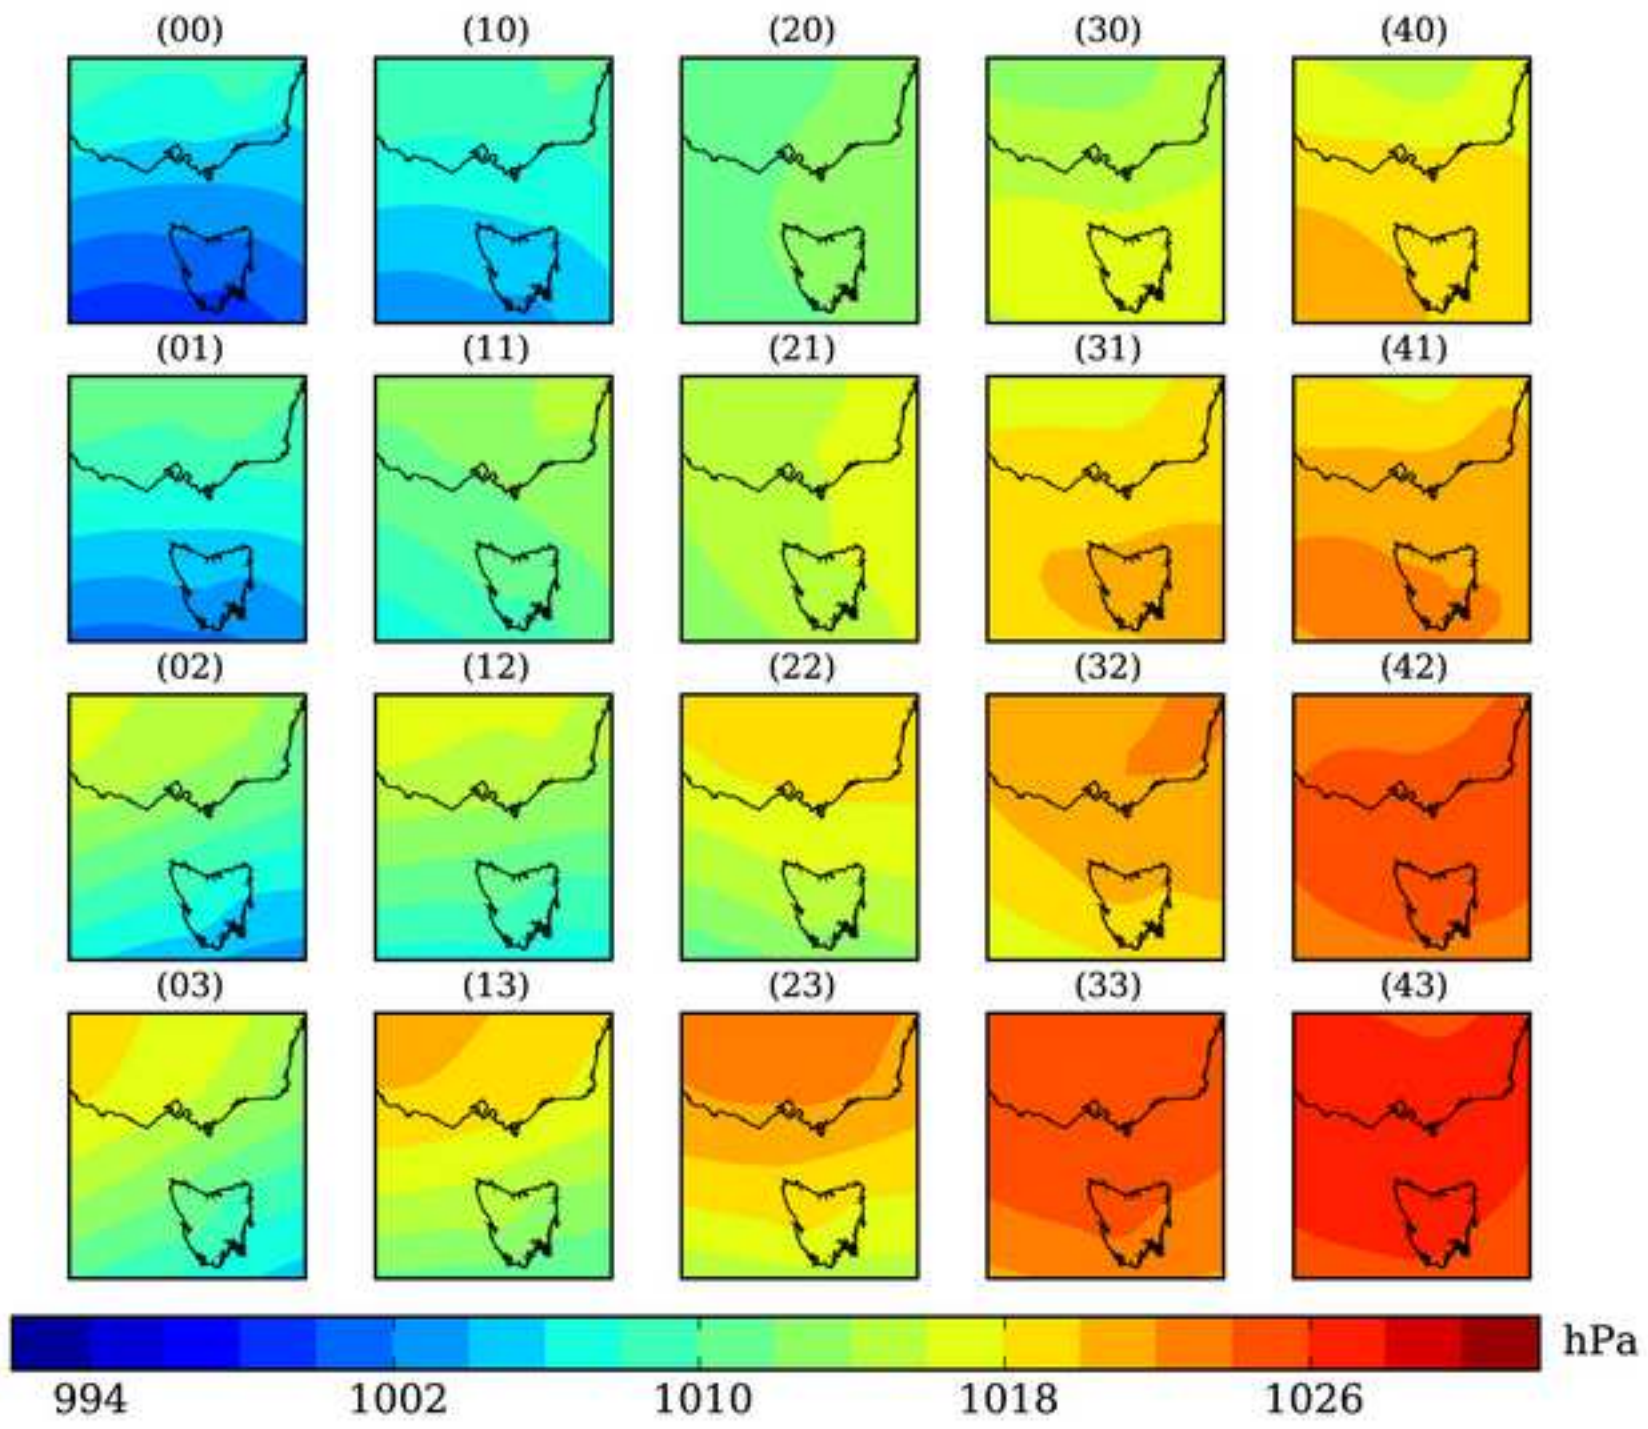 (00) (10) (20) (30) (40)
(01) (11) (21) (31) (41)
(02) (12) (22) (32) (42)
(03) (13) (23) (33) (43)
hPa
994 1002 1010 1018 1026